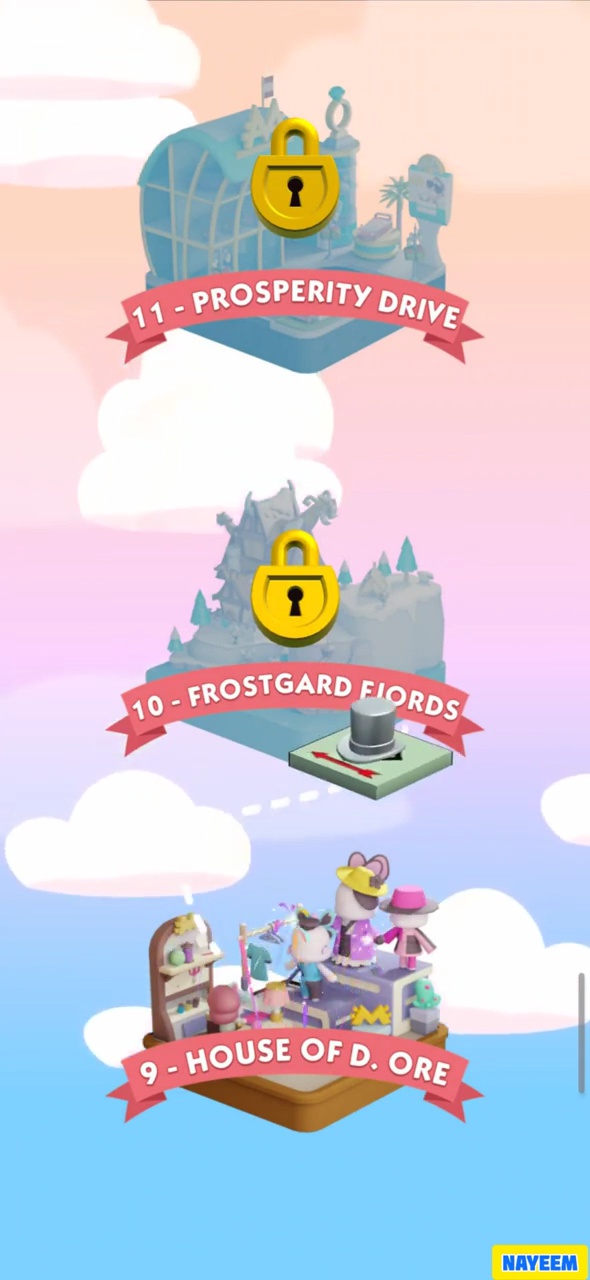 11 - PROSPERITY DRIVE
10 - FROSTGARD FJORDS
9 - HOUSE OF D. ORE
NAYEEM